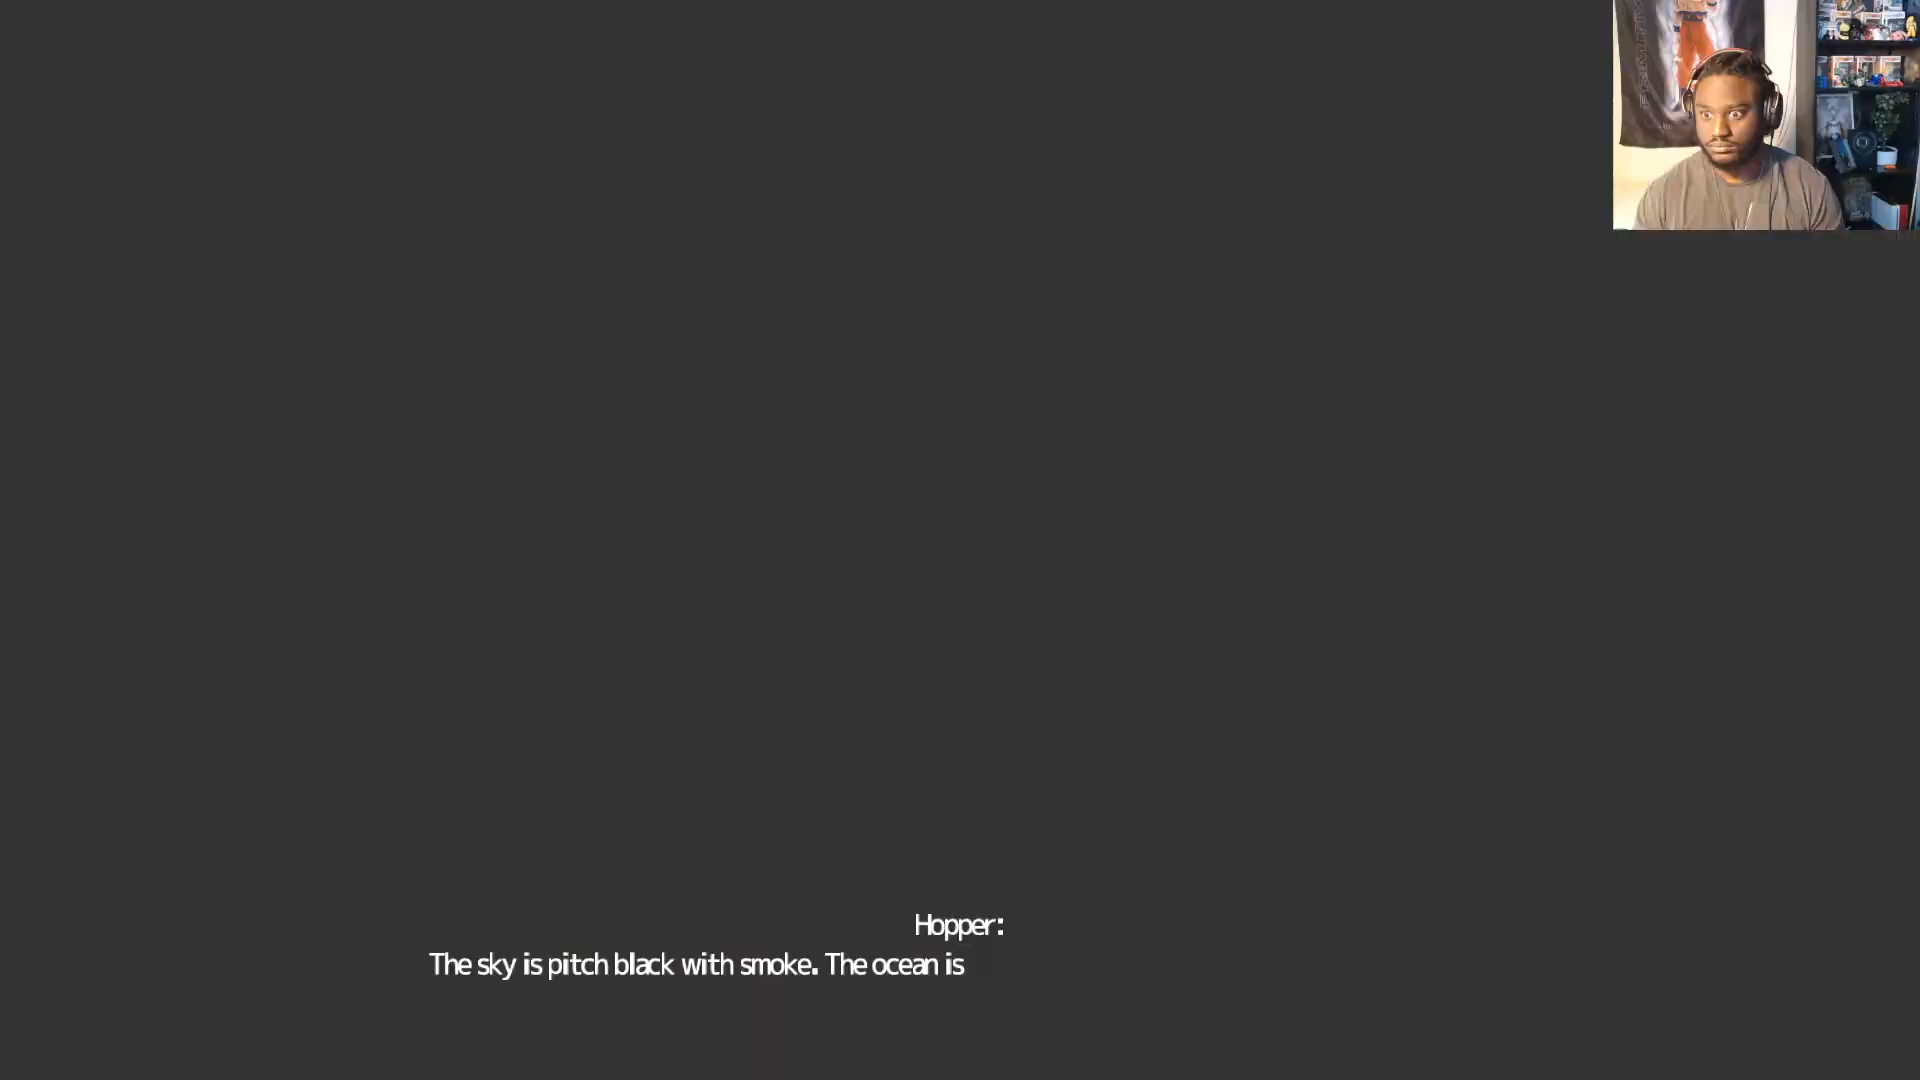 Hopper:
The sky is pitch black with smoke. The ocean is